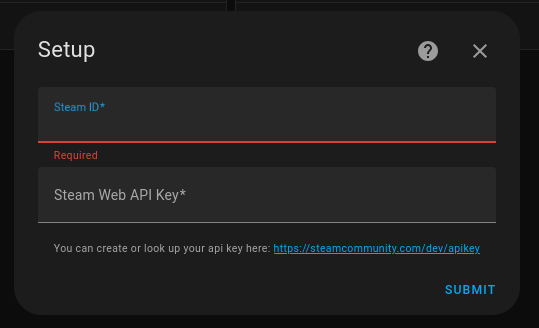 Setup
Steam ID*
Required
Steam Web API Key*
You can create or look up your api key here: https://steamcommunity.com/dev/apikey
SUBMIT